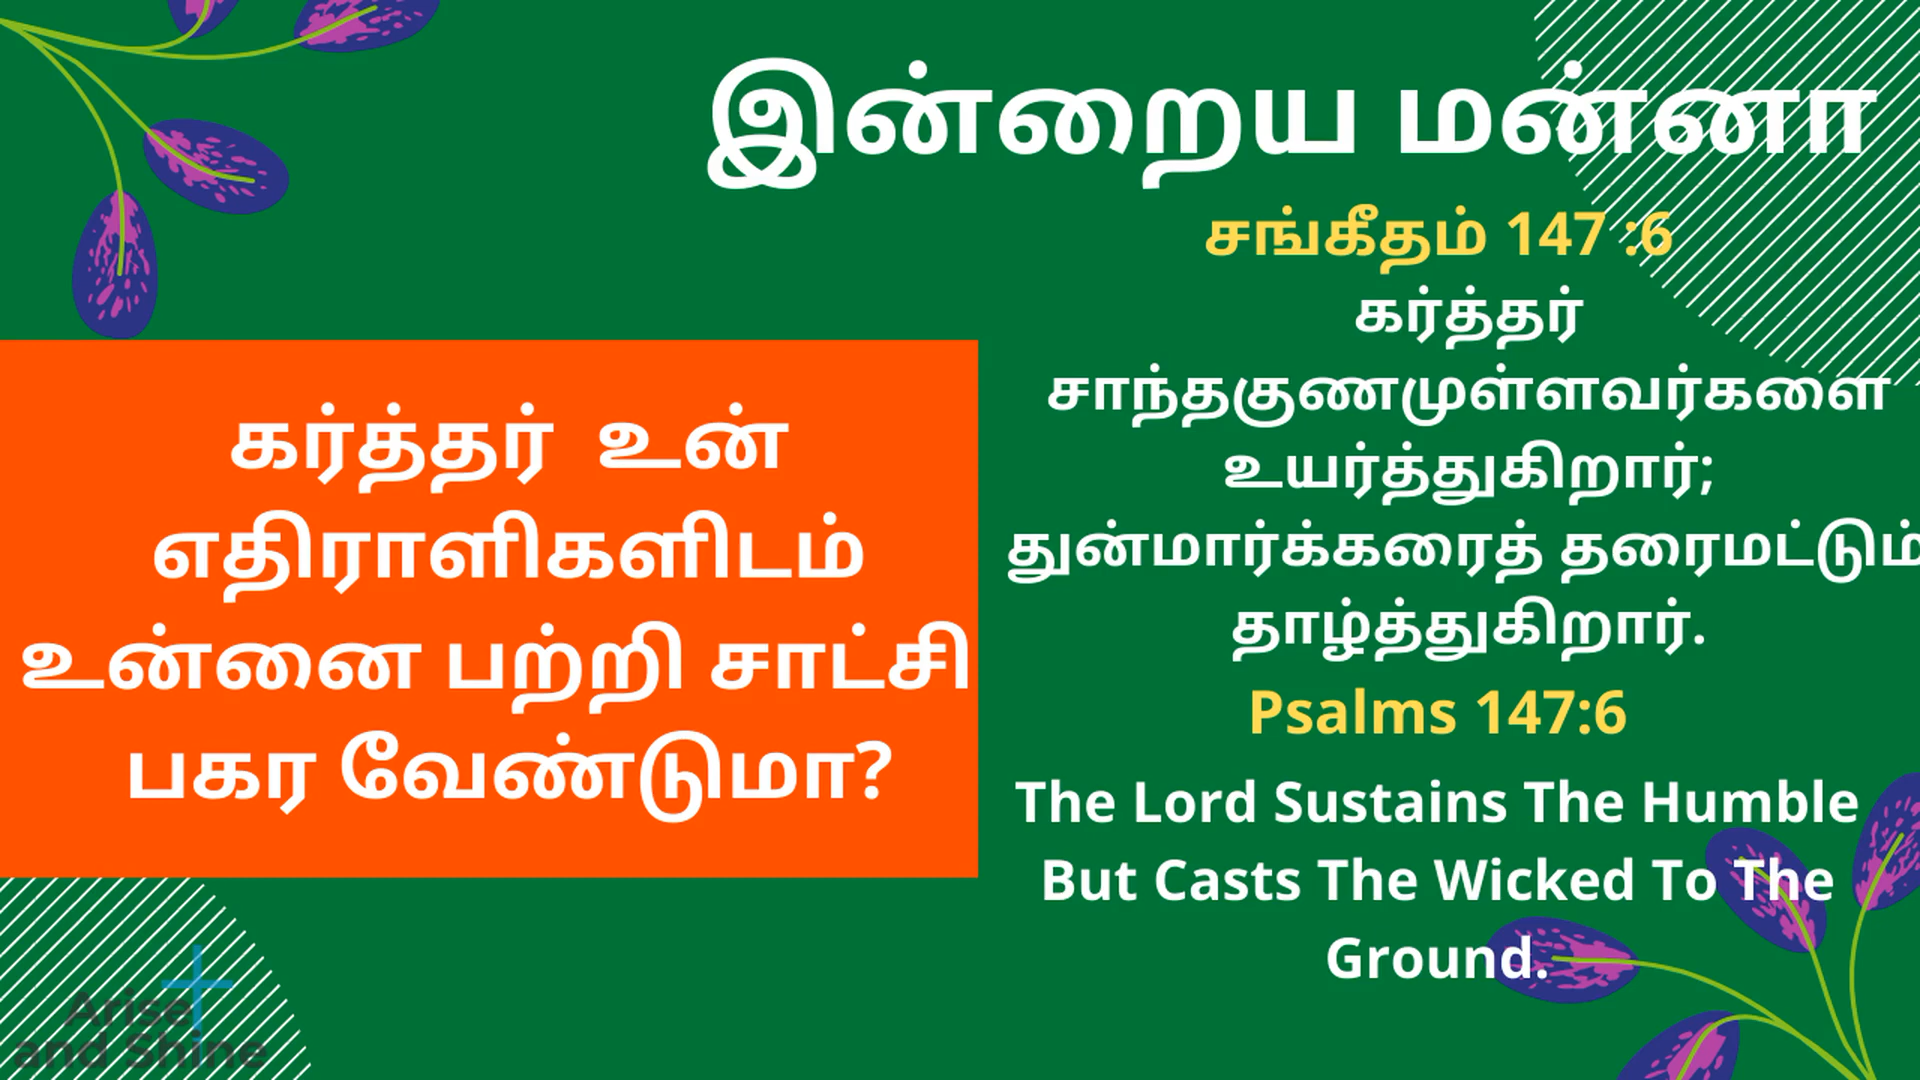 இன்றைய மன்னா
சங்கீதம் 147 :6
கர்த்தர்
சாந்தகுணமுள்ளவர்களை
உயர்த்துகிறார்;
துன்மார்க்கரைத் தரைமட்டும்
தாழ்த்துகிறார்.
Psalms 147:6
The Lord Sustains The Humble
But Casts The Wicked To The
Ground.
கர்த்தர் உன்
எதிராளிகளிடம்
உன்னை பற்றி சாட்சி
பகர வேண்டுமா?
Arise
and Shine